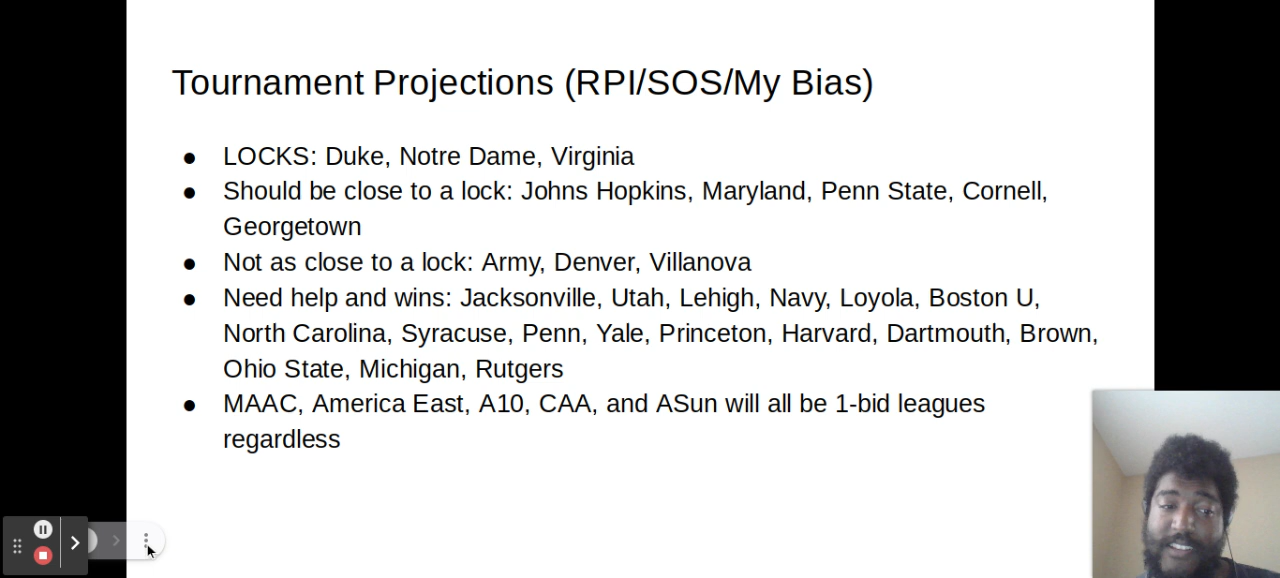 Tournament Projections (RPI/SOS/My Bias)
● LOCKS: Duke, Notre Dame, Virginia
● Should be close to a lock: Johns Hopkins, Maryland, Penn State, Cornell,
Georgetown
● Not as close to a lock: Army, Denver, Villanova
● Need help and wins: Jacksonville, Utah, Lehigh, Navy, Loyola, Boston U,
North Carolina, Syracuse, Penn, Yale, Princeton, Harvard, Dartmouth, Brown,
Ohio State, Michigan, Rutgers
● MAAC, America East, A10, CAA, and ASun will all be 1-bid leagues
regardless